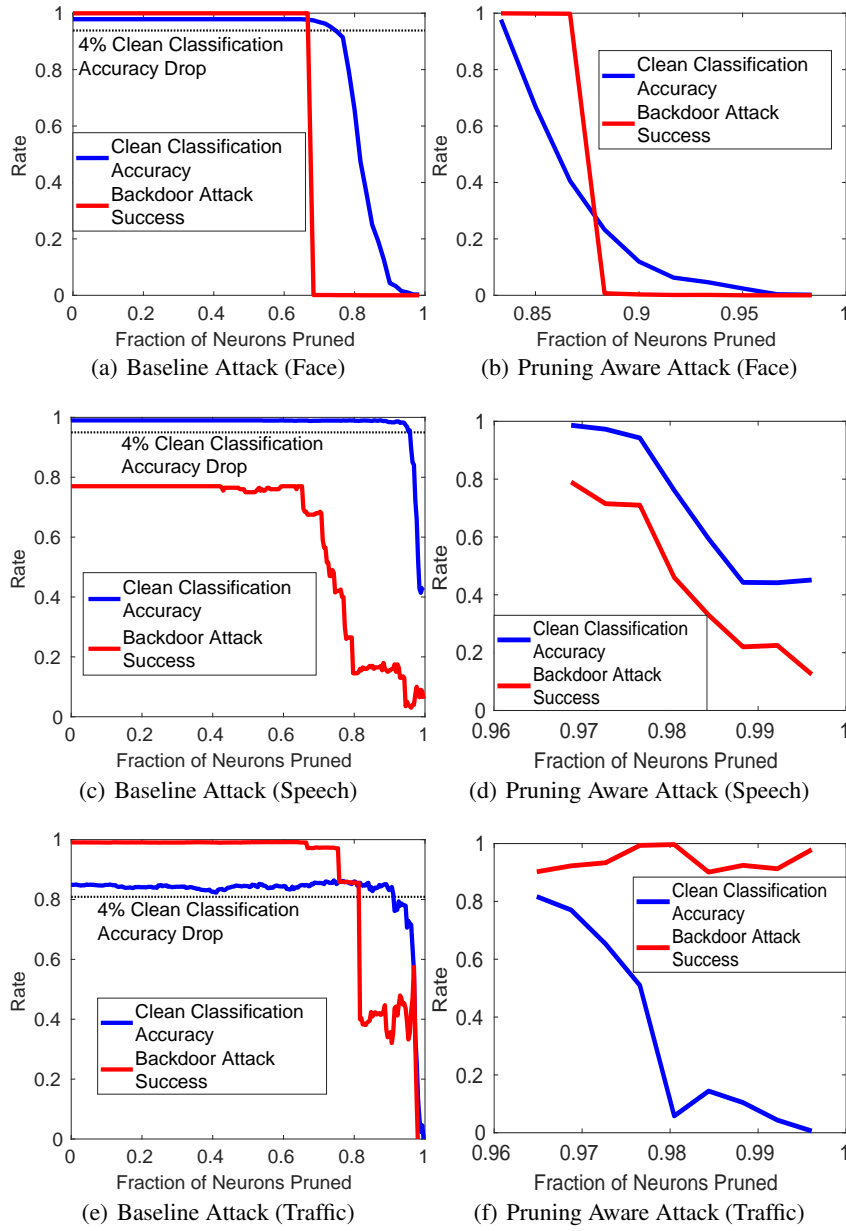 1
0.8
0.6
0.4
0.2
0
Rate
4% Clean Classification
Accuracy Drop
Clean Classification
Accuracy
Backdoor Attack
Success
0 0.2 0.4 0.6 0.8 1
Fraction of Neurons Pruned
(a) Baseline Attack (Face)
1
0.8
0.6
0.4
0.2
0
Rate
Clean Classification
Accuracy
Backdoor Attack
Success
0.85 0.9 0.95 1
Fraction of Neurons Pruned
(b) Pruning Aware Attack (Face)
1
0.8
0.6
0.4
0.2
0
Rate
4% Clean Classification
Accuracy Drop
Clean Classification
Accuracy
Backdoor Attack
Success
0 0.2 0.4 0.6 0.8 1
Fraction of Neurons Pruned
(c) Baseline Attack (Speech)
1
0.8
0.6
0.4
0.2
0
Rate
Clean Classification
Accuracy
Backdoor Attack
Success
0.96 0.97 0.98 0.99 1
Fraction of Neurons Pruned
(d) Pruning Aware Attack (Speech)
1
0.8
0.6
0.4
0.2
0
Rate
4% Clean Classification
Accuracy Drop
Clean Classification
Accuracy
Backdoor Attack
Success
0 0.2 0.4 0.6 0.8 1
Fraction of Neurons Pruned
(e) Baseline Attack (Traffic)
1
0.8
0.6
0.4
0.2
0
Rate
Clean Classification
Accuracy
Backdoor Attack
Success
0.96 0.97 0.98 0.99 1
Fraction of Neurons Pruned
(f) Pruning Aware Attack (Traffic)